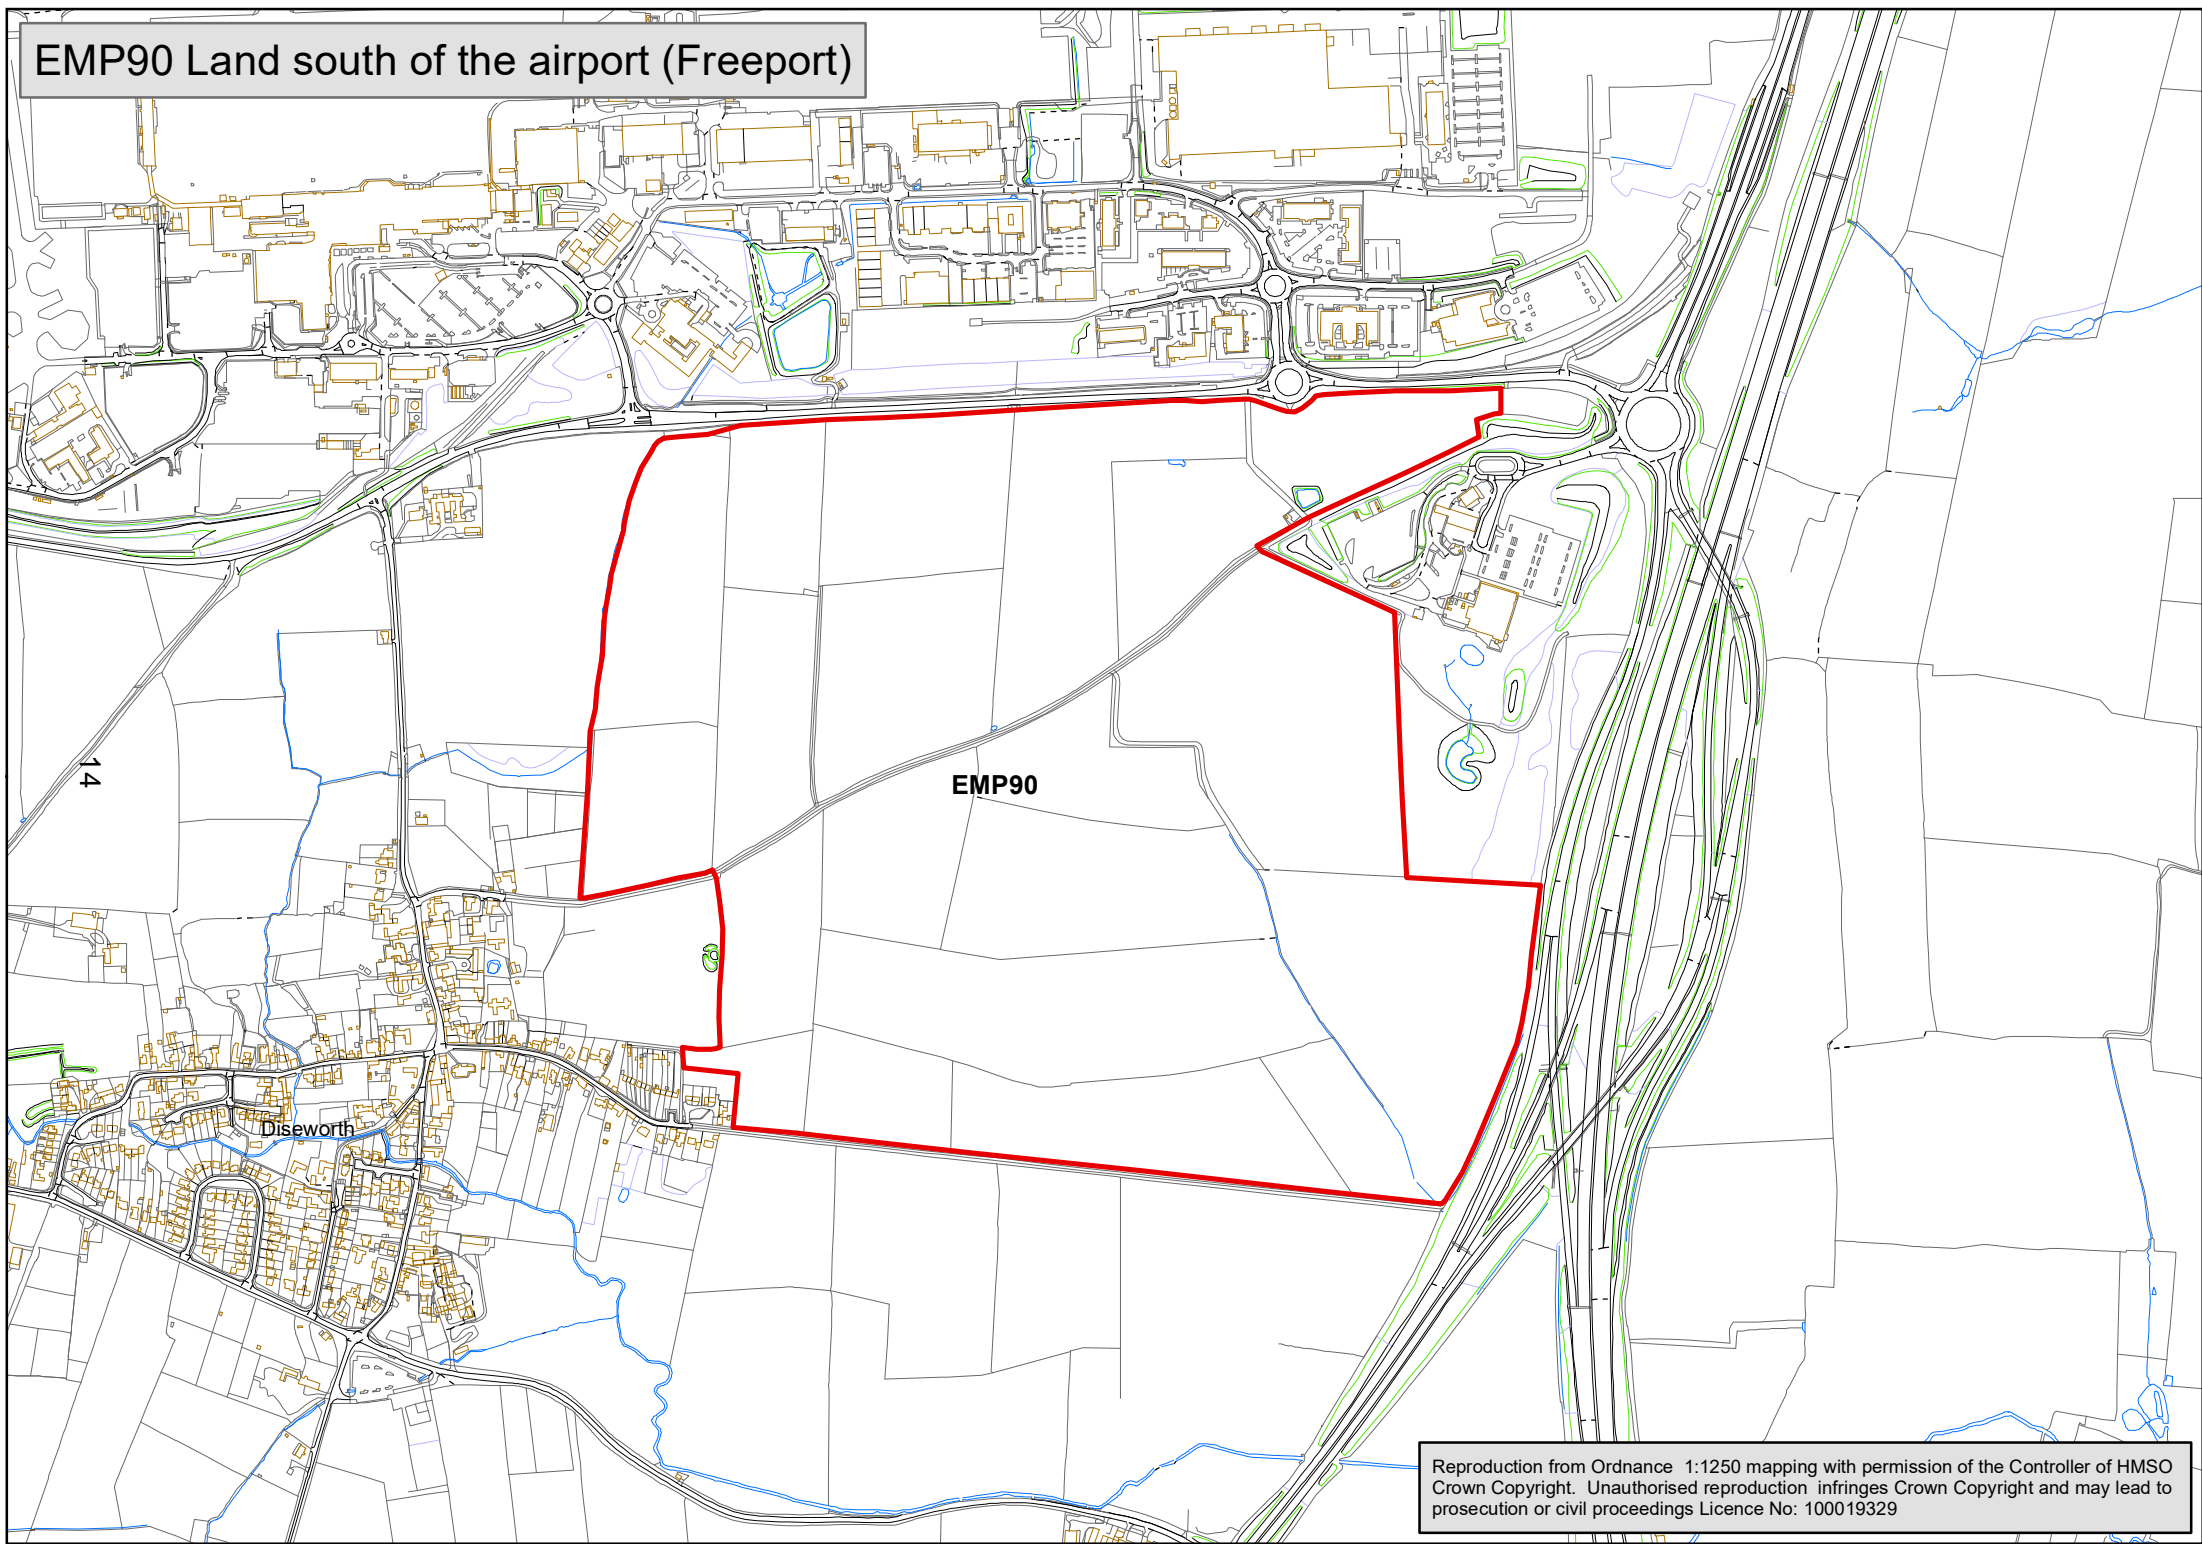 EMP90 Land south of the airport (Freeport)
14
EMP90
Diseworth
Reproduction from Ordnance 1:1250 mapping with permission of the Controller of HMSO
Crown Copyright. Unauthorised reproduction infringes Crown Copyright and may lead to
prosecution or civil proceedings Licence No: 100019329